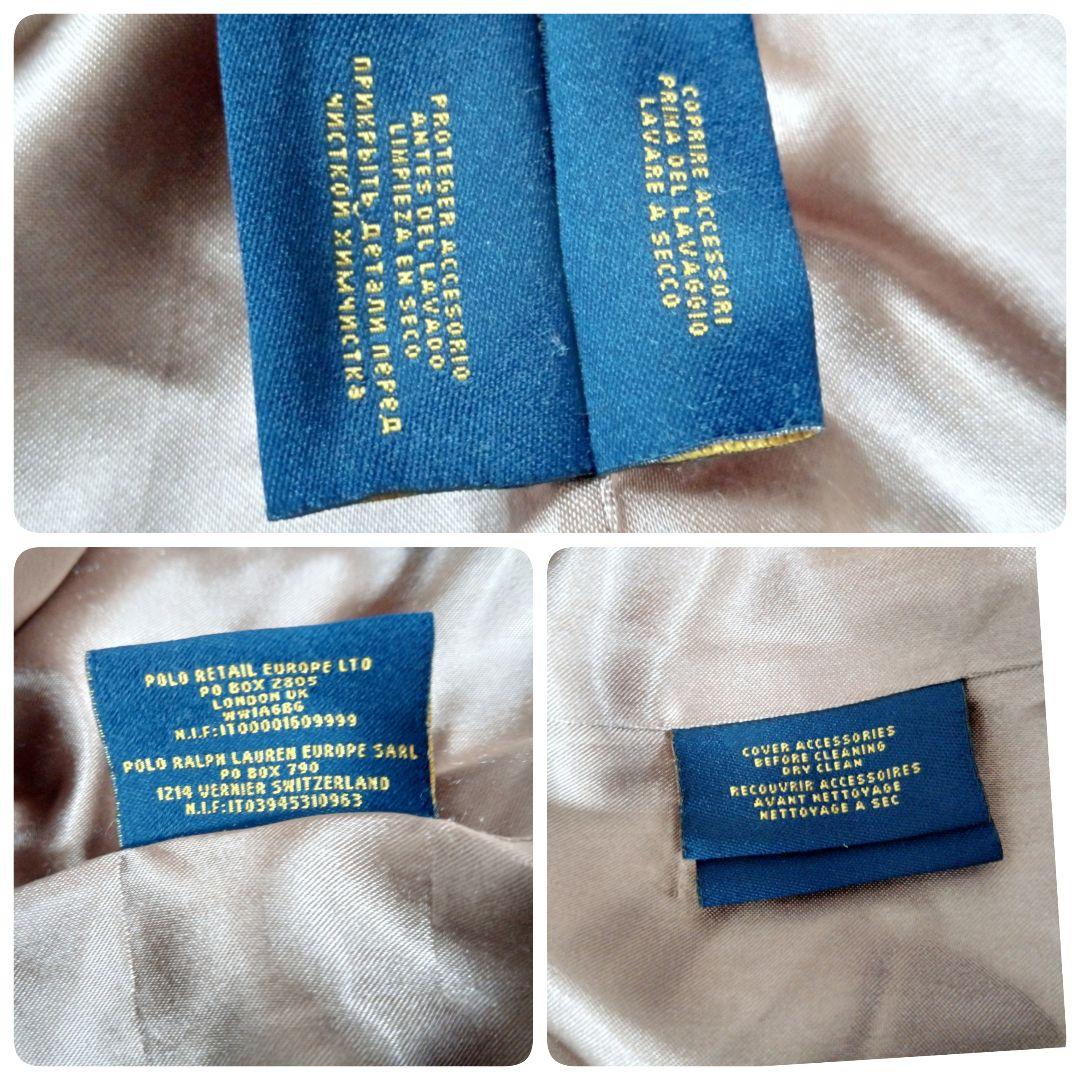 COPRIRE ACCESSORI
PRIMA DEL LAVAGGIO
LAVARE A SECCO
PROTEGER ACCESORIO
ANTES DEL LAVADO
LIMPIEZA EN SECO
ПРИКРЫТЬ детали перед
чисткой химчистка
POLO RETAIL EUROPE LTD
PO BOX 2805
LONDON UK
WW1A6BG
N.I.F:IT00001609999
POLO RALPH LAUREN EUROPE SARL
PO BOX 790
1214 VERNIER SWITZERLAND
N.I.F:IT03945310963
COVER ACCESSORIES
BEFORE CLEANING
DRY CLEAN
RECOUVRIR ACCESSOIRES
AVANT NETTOYAGE
NETTOYAGE A SEC